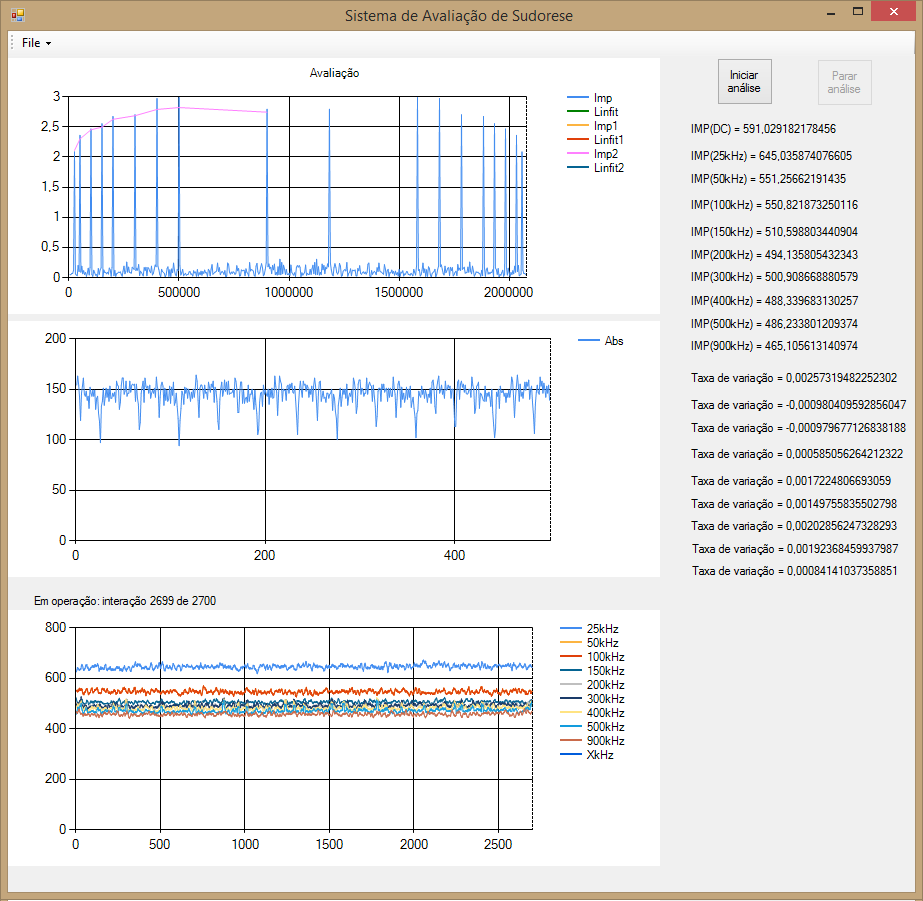 Sistema de Avaliação de Sudorese
File
Avaliação
3
2,5
2
1,5
1
0,5
0
0
500000
1000000
1500000
2000000
Imp
Linfit
Imp1
Linfit1
Imp2
Linfit2
200
150
100
50
0
0
200
400
Abs
Em operação: interação 2699 de 2700
800
600
400
200
0
0
500
1000
1500
2000
2500
25kHz
50kHz
100kHz
150kHz
200kHz
300kHz
400kHz
500kHz
900kHz
XkHz
Iniciar
análise
Parar
análise
IMP(DC) = 591,029182178456
IMP(25kHz) = 645,035874076605
IMP(50kHz) = 551,25662191435
IMP(100kHz) = 550,821873250116
IMP(150kHz) = 510,598803440904
IMP(200kHz) = 494,135805432343
IMP(300kHz) = 500,908668880579
IMP(400kHz) = 488,339683130257
IMP(500kHz) = 486,233801209374
IMP(900kHz) = 465,105613140974
Taxa de variação = 0,00257319482252302
Taxa de variação = -0,000980409592856047
Taxa de variação = -0,000979677126838188
Taxa de variação = 0,000585056264212322
Taxa de variação = 0,0017224806693059
Taxa de variação = 0,00149755835502798
Taxa de variação = 0,00202856247328293
Taxa de variação = 0,00192368459937987
Taxa de variação = 0,00084141037358851